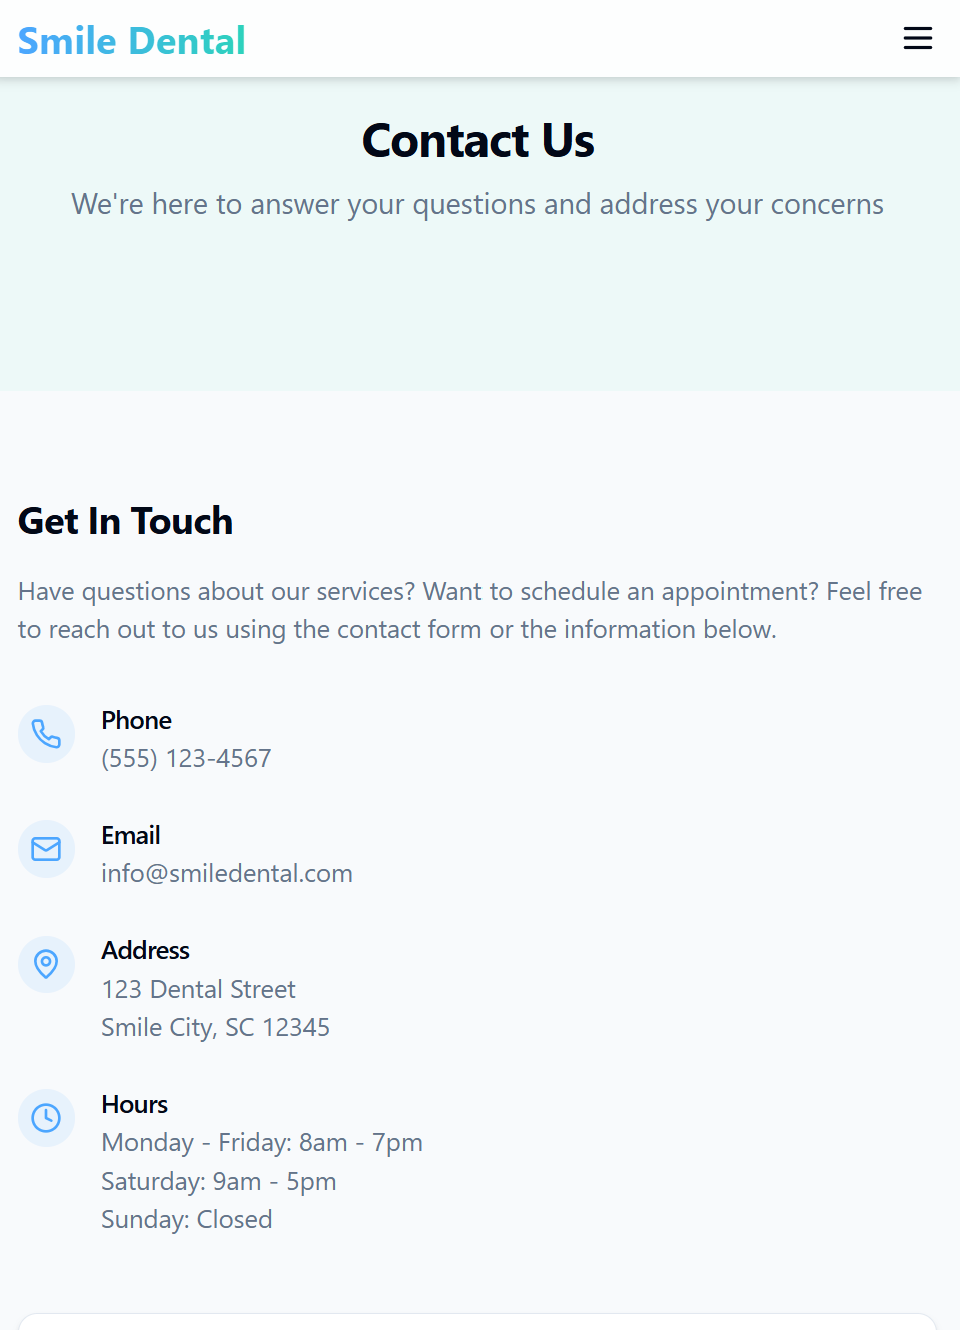 Smile Dental
Contact Us
We're here to answer your questions and address your concerns
Get In Touch
Have questions about our services? Want to schedule an appointment? Feel free
to reach out to us using the contact form or the information below.
Phone
(555) 123-4567
Email
info@smiledental.com
Address
123 Dental Street
Smile City, SC 12345
Hours
Monday - Friday: 8am - 7pm
Saturday: 9am - 5pm
Sunday: Closed